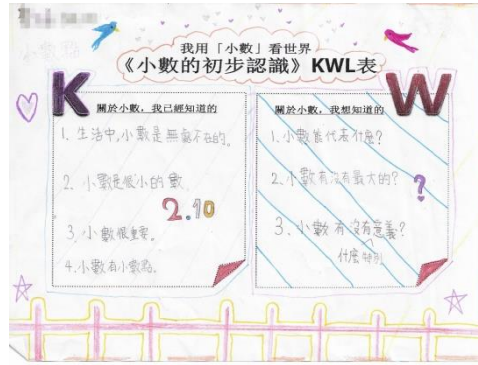 我用「小數」看世界
《小數的初步認識》KWL表
K
關於小數，我已經知道的
1. 生活中,小數是無處不在的。
2. 小數是很小的數.
2.10
3. 小數很重要。
4. 小數有小數點。
W
關於小數，我想知道的
1. 小數能代表什麼?
2. 小數有沒有最大的?
?
3. 小數有沒有意義?
什麼特別